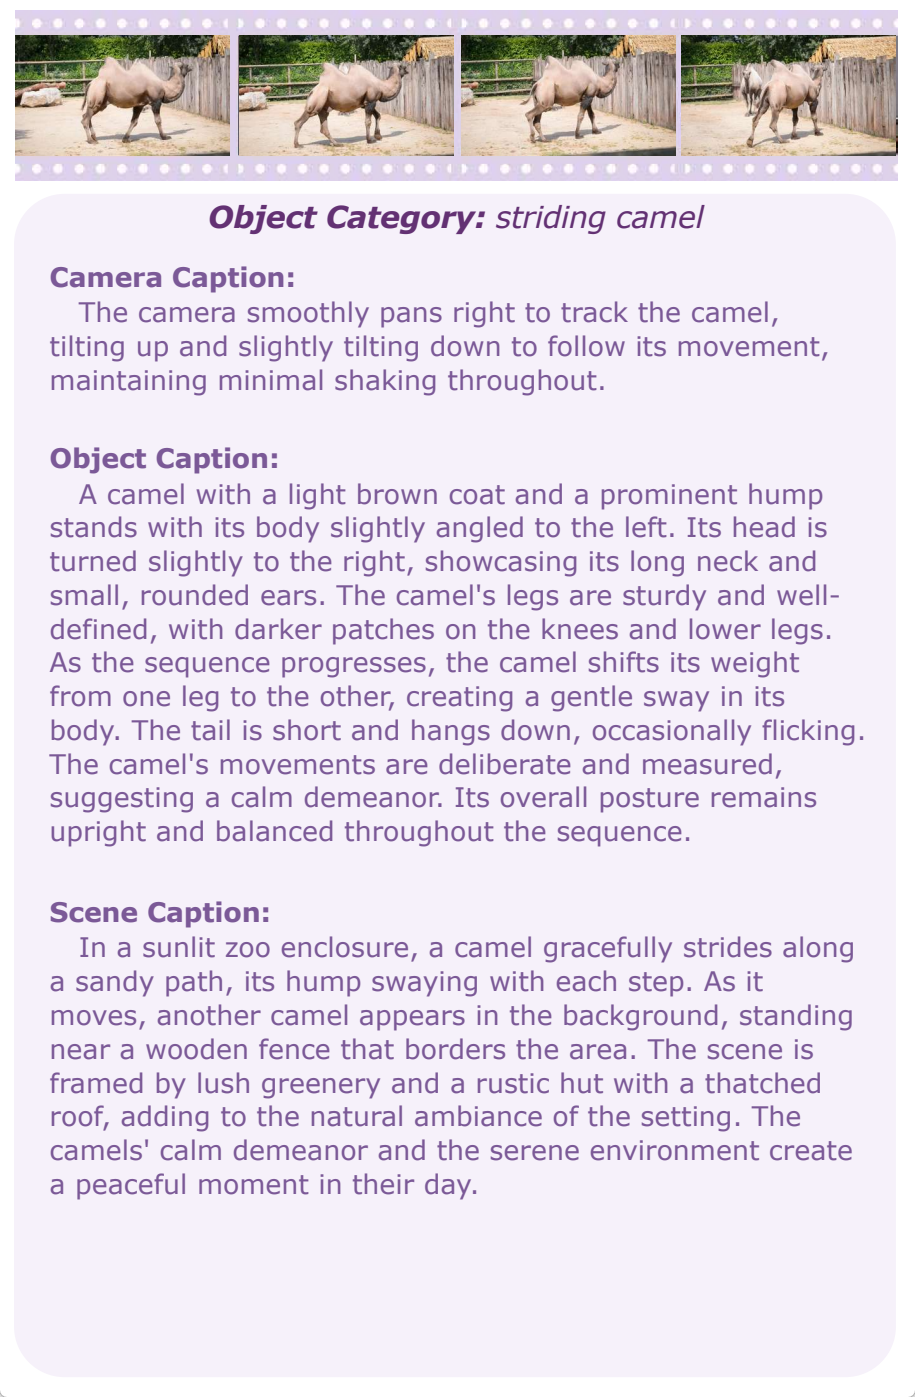 Object Category: striding camel
Camera Caption:
The camera smoothly pans right to track the camel,
tilting up and slightly tilting down to follow its movement,
maintaining minimal shaking throughout.
Object Caption:
A camel with a light brown coat and a prominent hump
stands with its body slightly angled to the left. Its head is
turned slightly to the right, showcasing its long neck and
small, rounded ears. The camel's legs are sturdy and well-
defined, with darker patches on the knees and lower legs.
As the sequence progresses, the camel shifts its weight
from one leg to the other, creating a gentle sway in its
body. The tail is short and hangs down, occasionally flicking.
The camel's movements are deliberate and measured,
suggesting a calm demeanor. Its overall posture remains
upright and balanced throughout the sequence.
Scene Caption:
In a sunlit zoo enclosure, a camel gracefully strides along
a sandy path, its hump swaying with each step. As it
moves, another camel appears in the background, standing
near a wooden fence that borders the area. The scene is
framed by lush greenery and a rustic hut with a thatched
roof, adding to the natural ambiance of the setting. The
camels' calm demeanor and the serene environment create
a peaceful moment in their day.